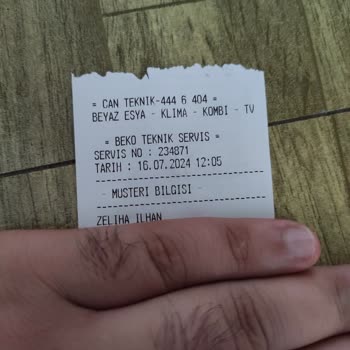 = CAN TEKNIK-444 6 404 =
BEYAZ ESYA - KLIMA - KOMBI - TV
= BEKO TEKNIK SERVIS =
SERVIS NO : 234871
TARIH : 16.07.2024 12:05
- MUSTERI BILGISI -
ZELIHA ILHAN